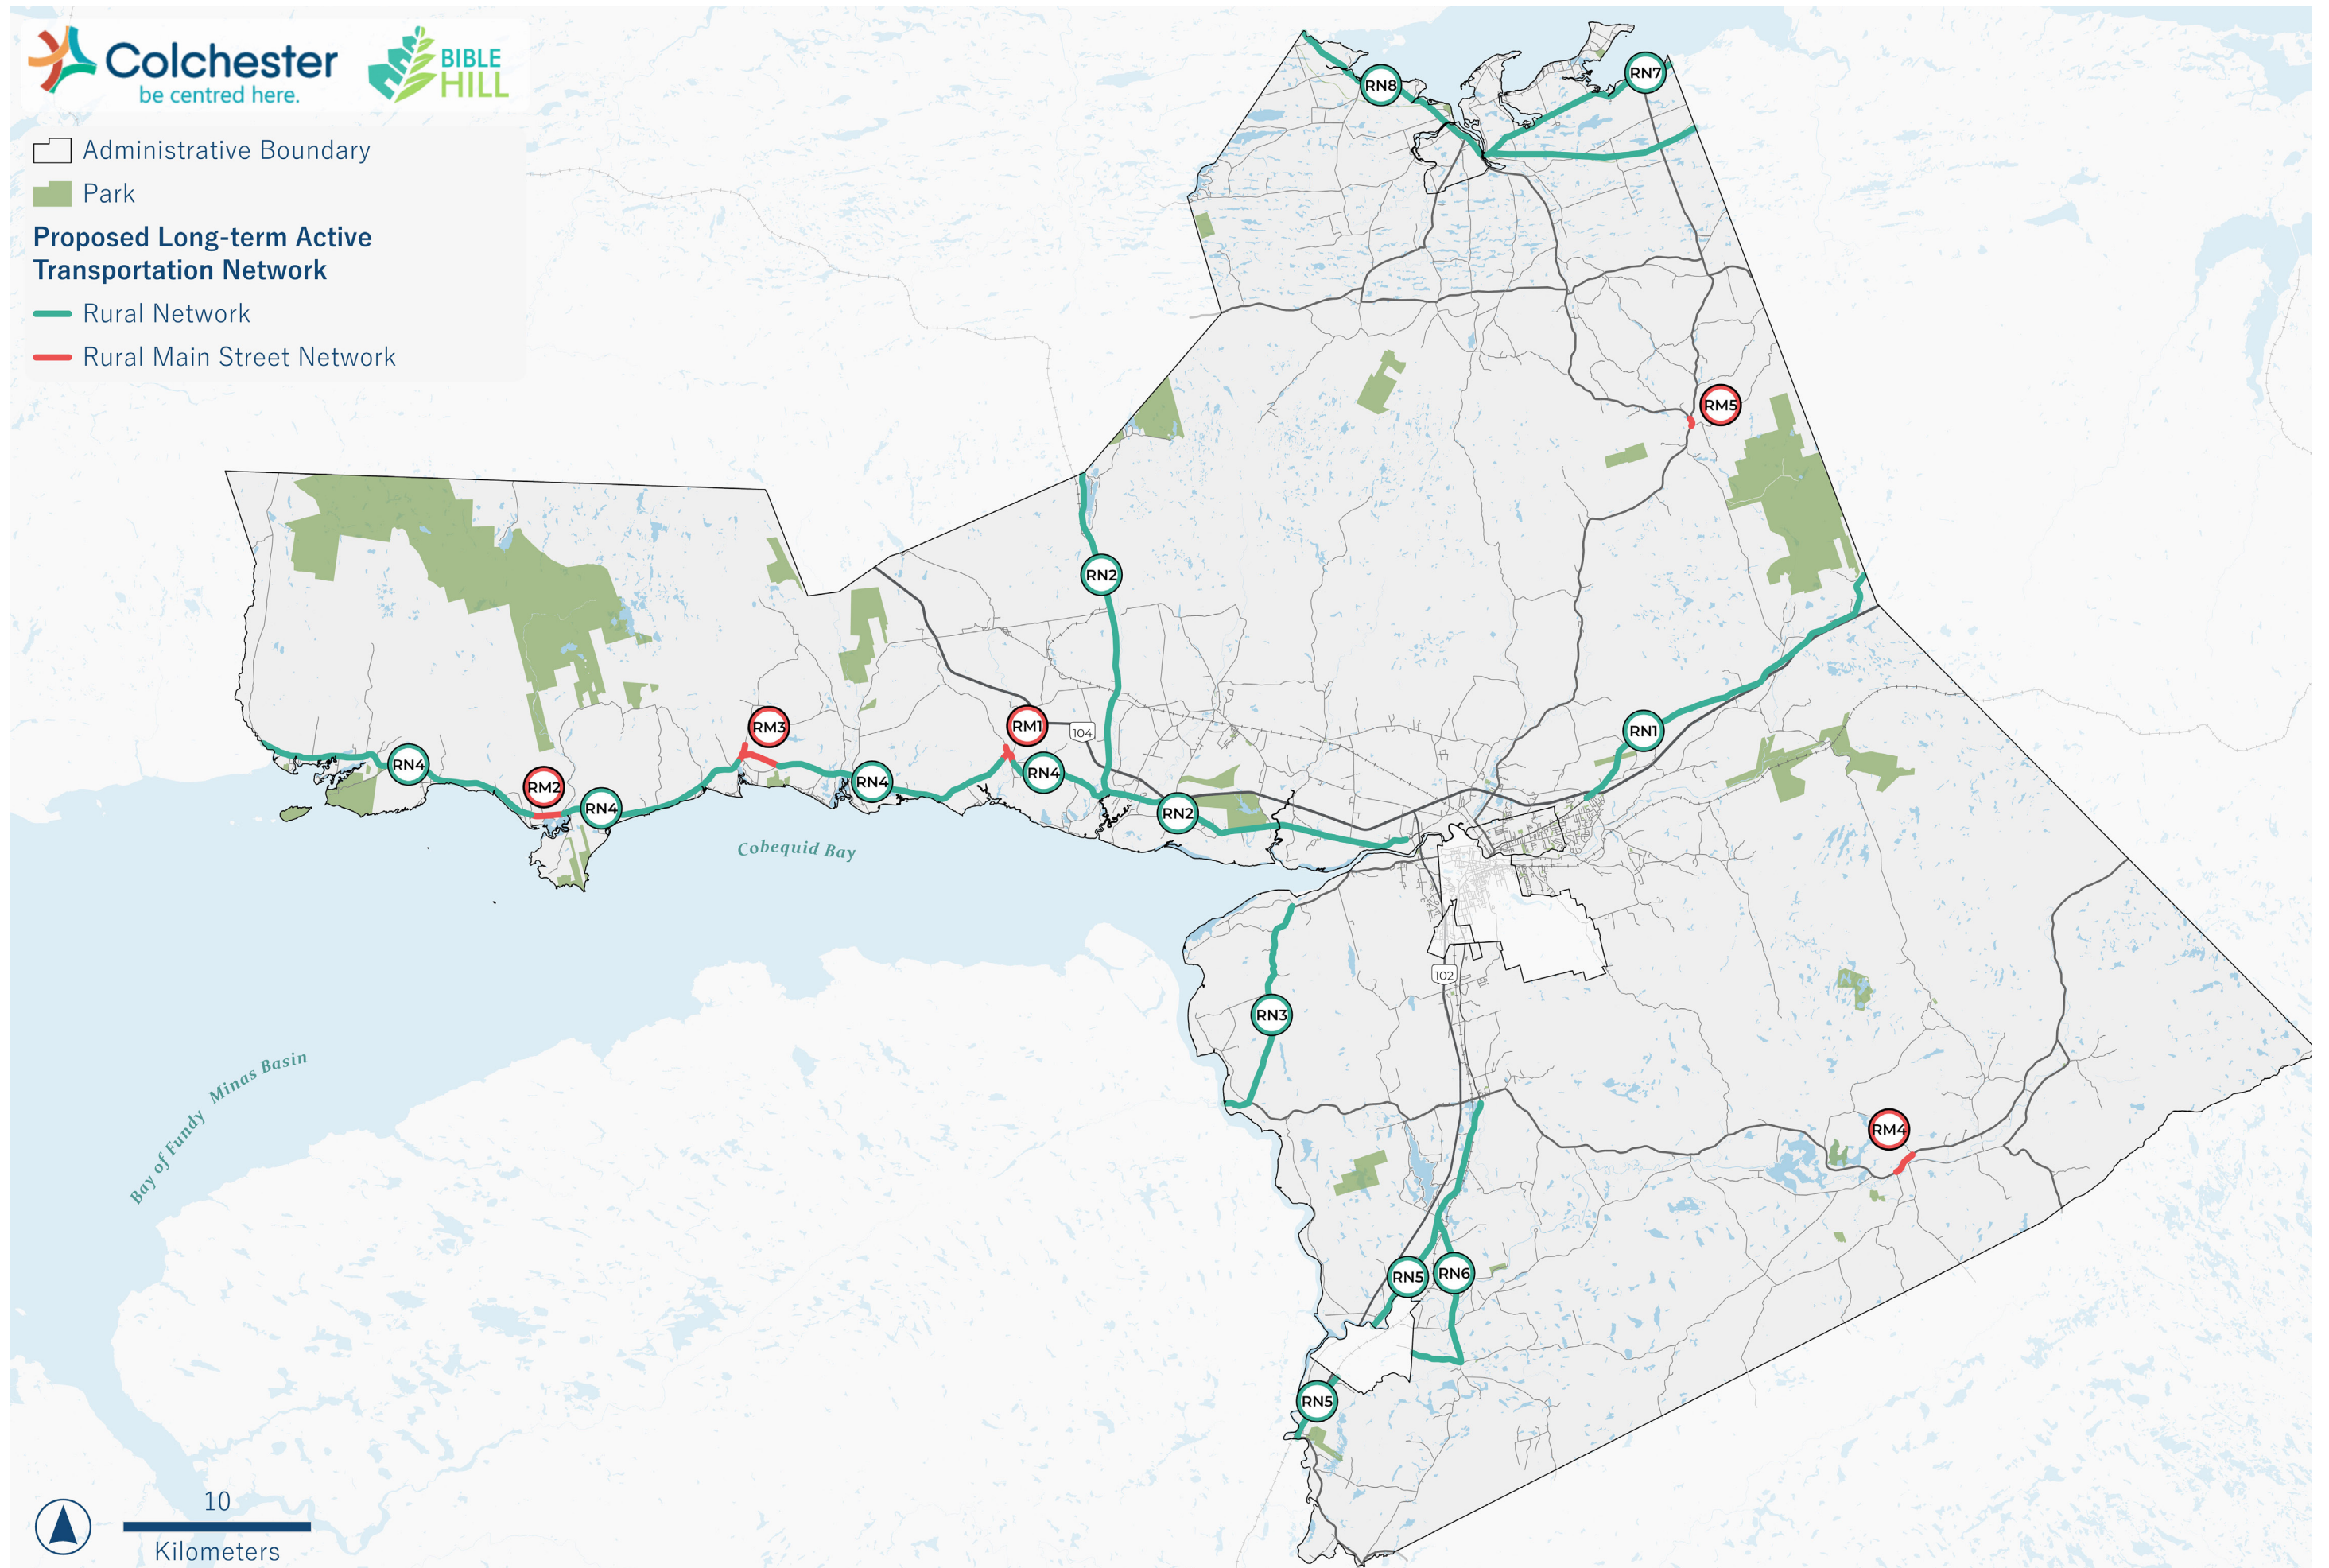 Colchester
be centred here.
BIBLE
HILL
Administrative Boundary
Park
Proposed Long-term Active
Transportation Network
Rural Network
Rural Main Street Network
RN8
RN7
RM5
RN2
RN1
RM3
RM1
104
RN4
RN4
RN4
RM2
RN4
RN2
Cobequid Bay
102
RN3
Minas Basin
Bay of Fundy
RM4
RN5
RN6
RN5
10
Kilometers